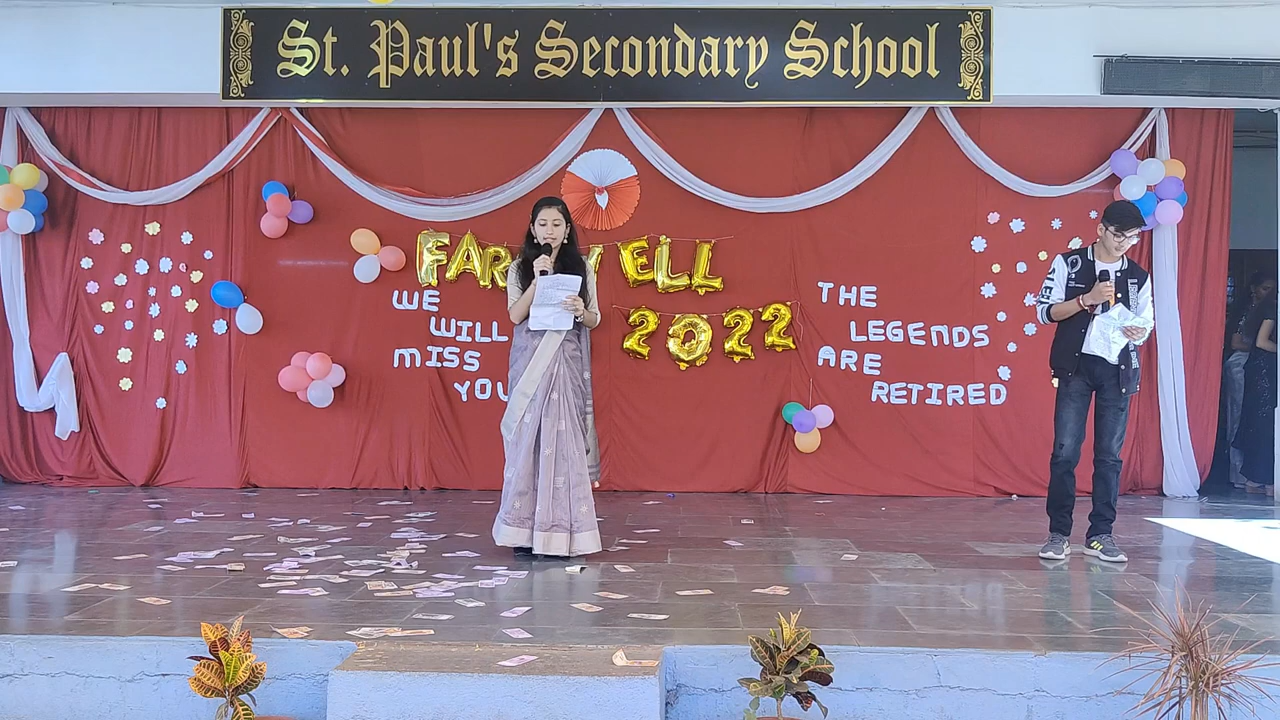 St. Paul's Secondary School
FAR ELL
2022
WE
WILL
MISS
YOU
THE
LEGENDS
ARE
RETIRED